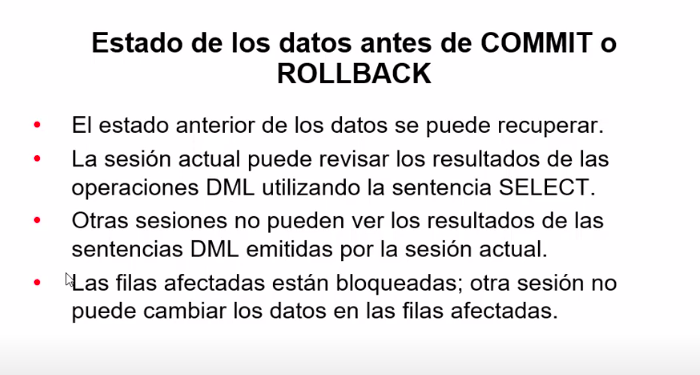 Estado de los datos antes de COMMIT o
ROLLBACK
• El estado anterior de los datos se puede recuperar.
• La sesión actual puede revisar los resultados de las
operaciones DML utilizando la sentencia SELECT.
• Otras sesiones no pueden ver los resultados de las
sentencias DML emitidas por la sesión actual.
• Las filas afectadas están bloqueadas; otra sesión no
puede cambiar los datos en las filas afectadas.